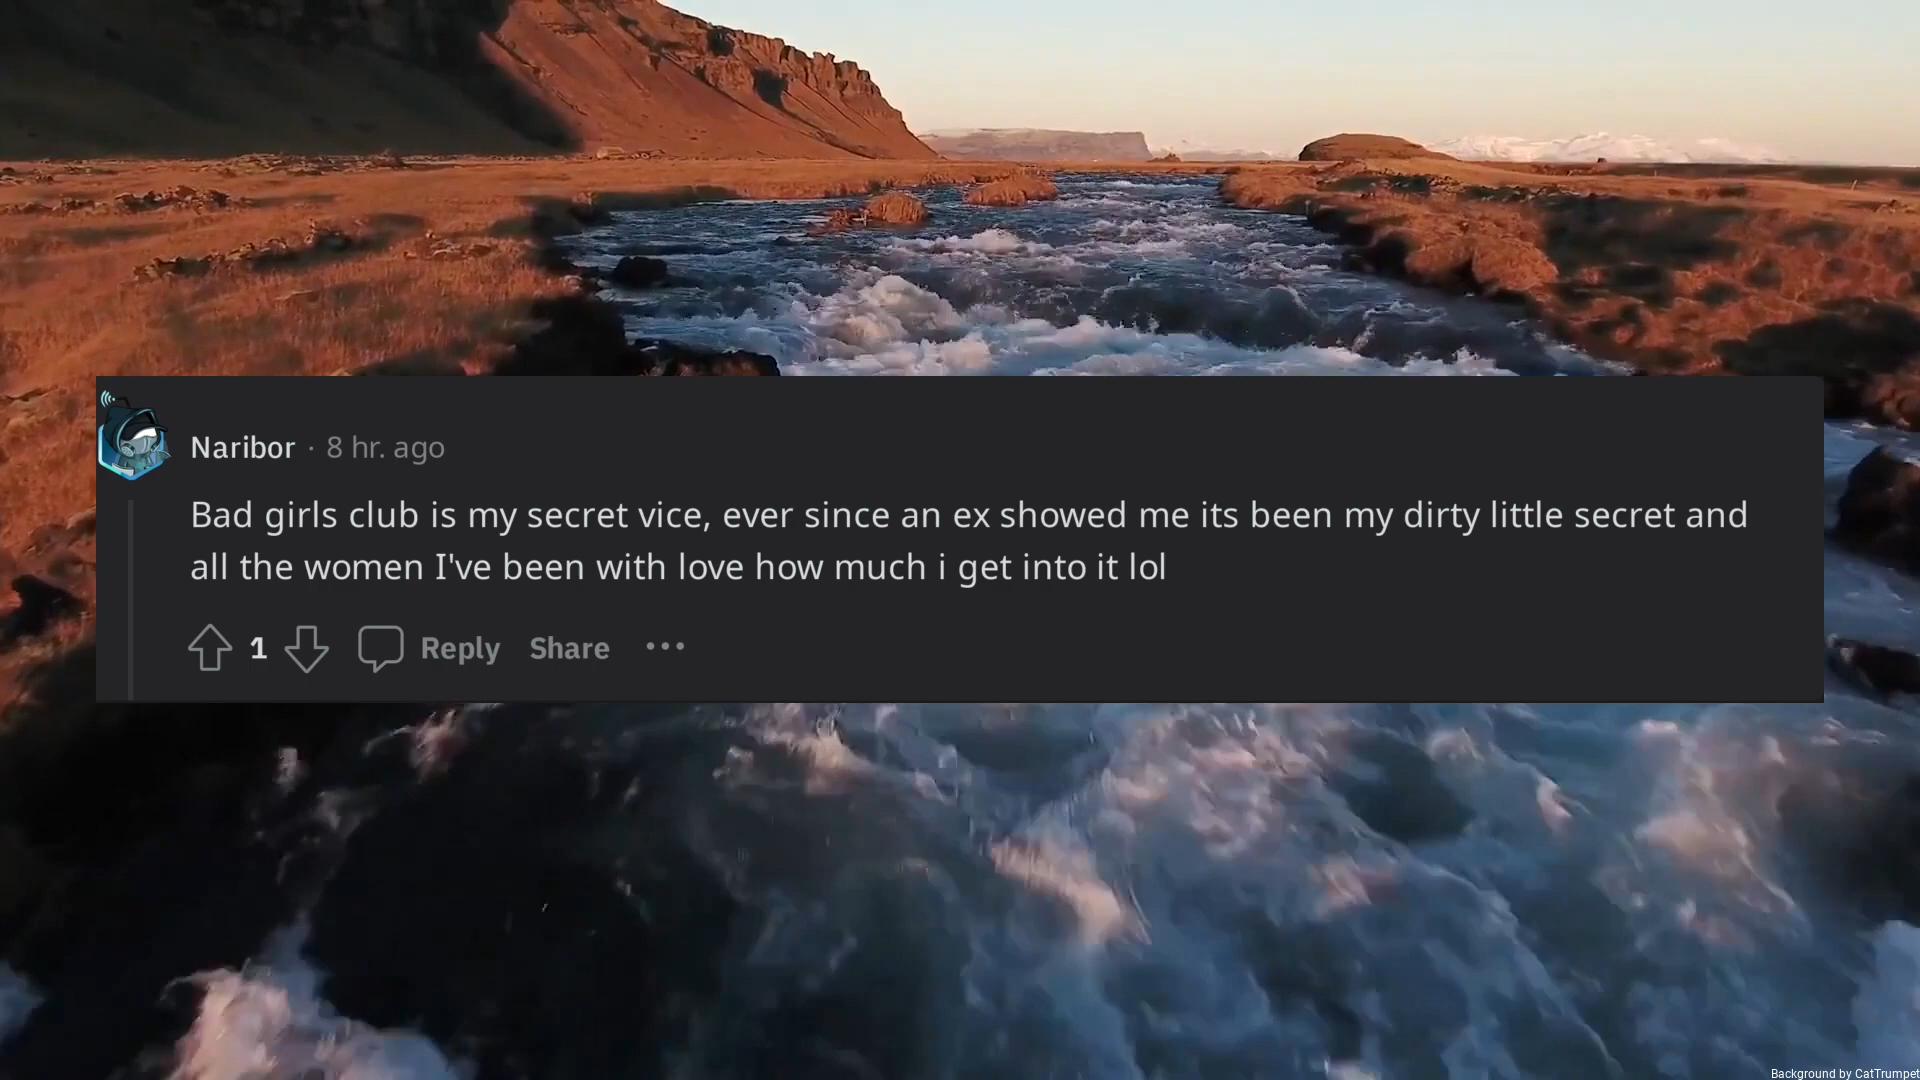 Naribor · 8 hr. ago
Bad girls club is my secret vice, ever since an ex showed me its been my dirty little secret and
all the women I've been with love how much i get into it lol
1 Reply Share ...
Background by CatTrumpet